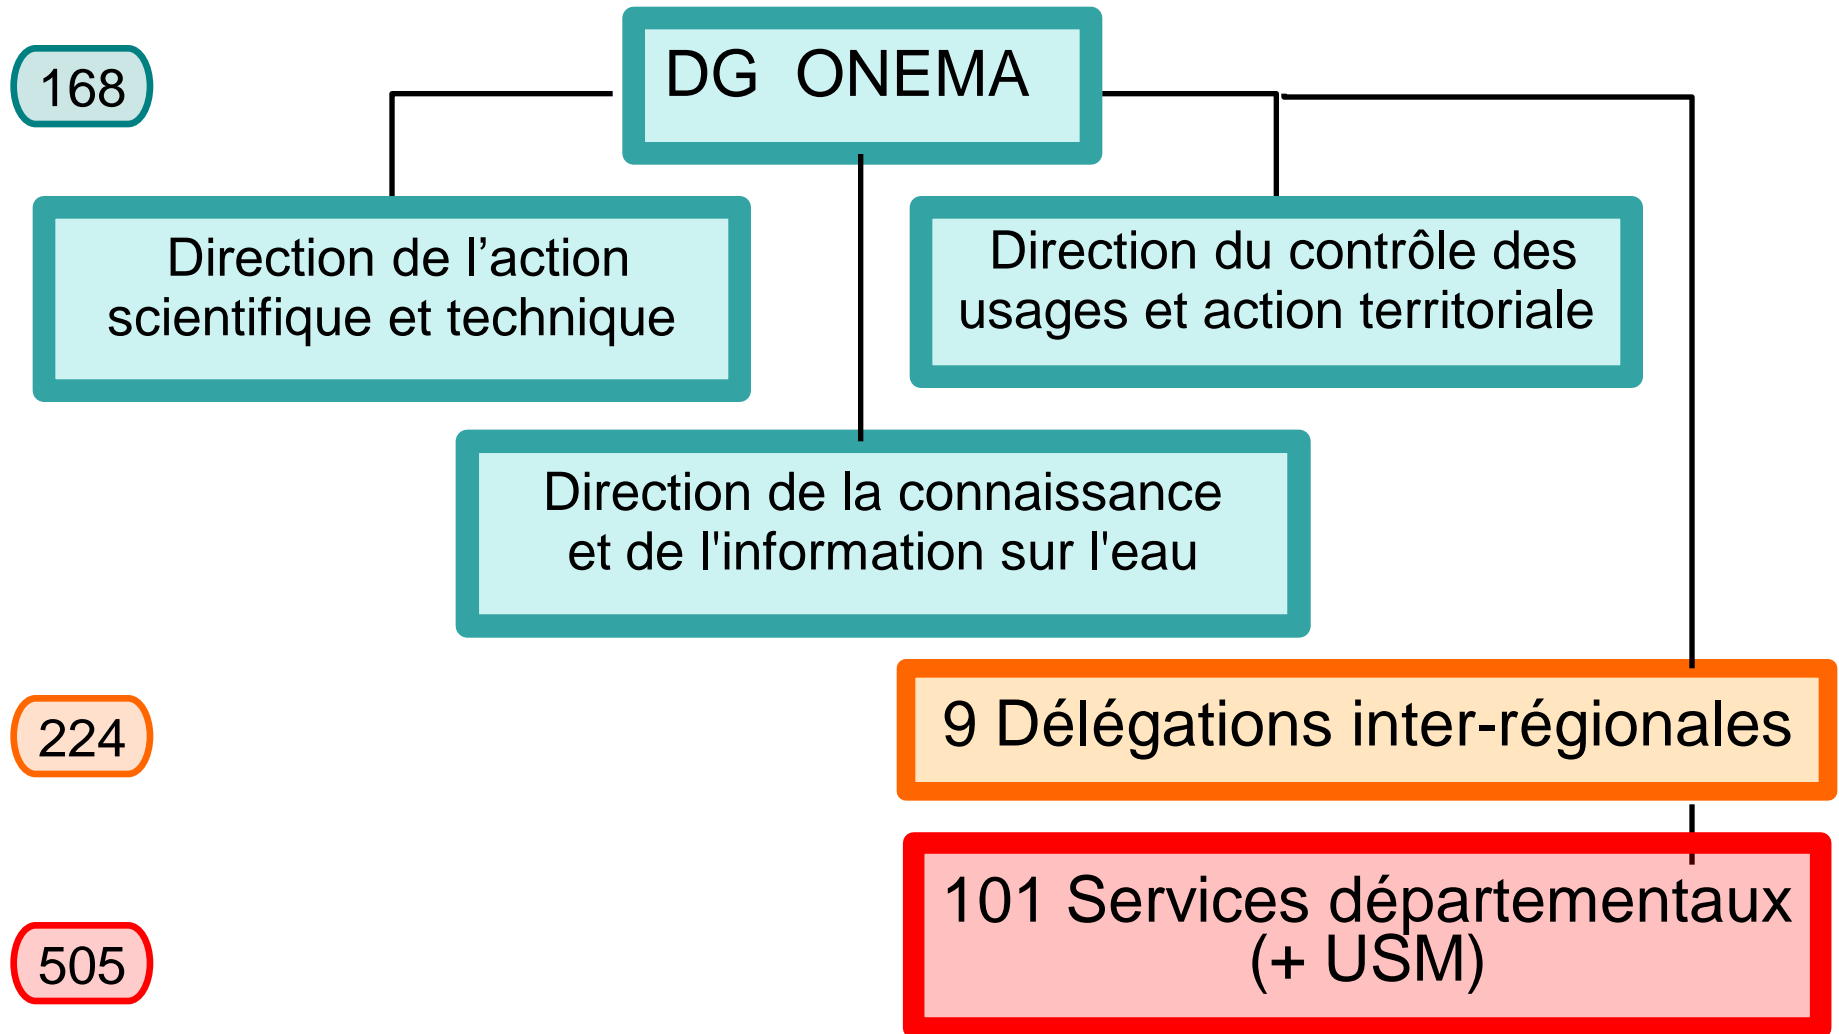 168
DG ONEMA
Direction de l’action
scientifique et technique
Direction du contrôle des
usages et action territoriale
Direction de la connaissance
et de l'information sur l'eau
224
9 Délégations inter-régionales
505
101 Services départementaux
(+ USM)